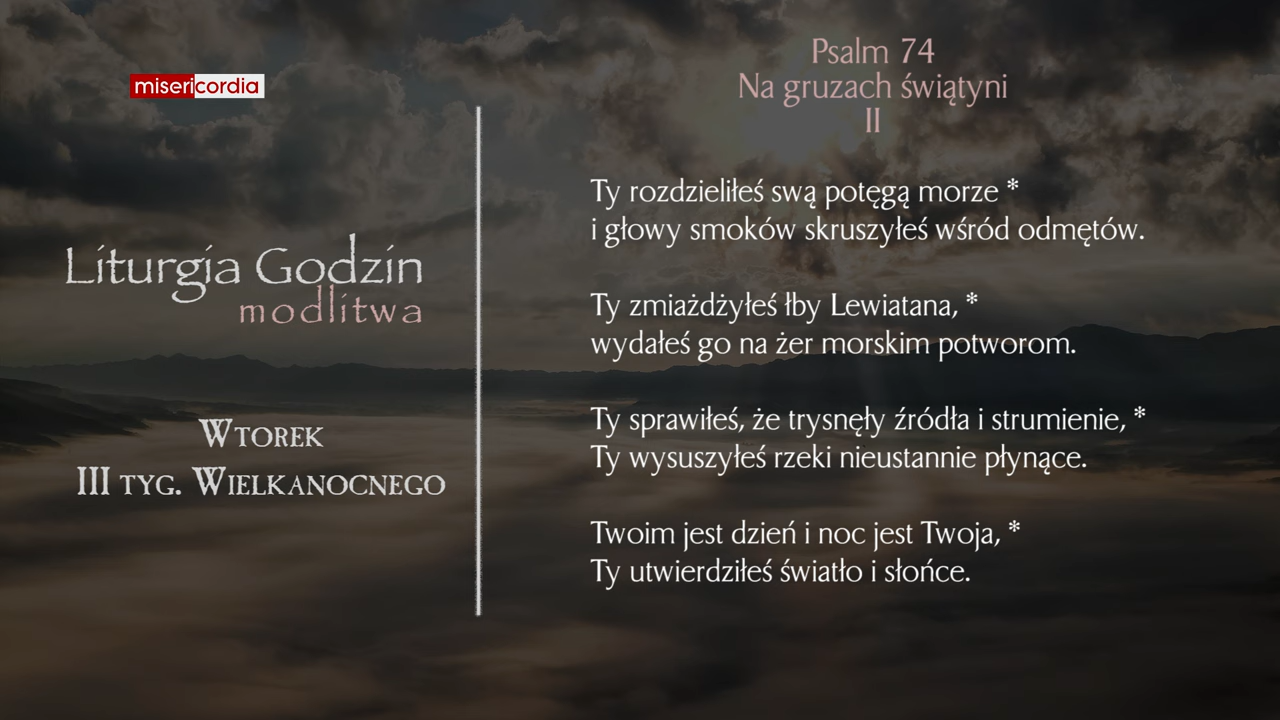 misericordia
Liturgia Godzin
modlitwa
Wtorek
III tyg. Wielkanocnego
Psalm 74
Na gruzach świątyni
II
Ty rozdzieliłeś swą potęgą morze *
i głowy smoków skruszyłeś wśród odmętów.
Ty zmiażdżyłeś łby Lewiatana, *
wydałeś go na żer morskim potworom.
Ty sprawiłeś, że trysnęły źródła i strumienie, *
Ty wysuszyłeś rzeki nieustannie płynące.
Twoim jest dzień i noc jest Twoja, *
Ty utwierdziłeś światło i słońce.